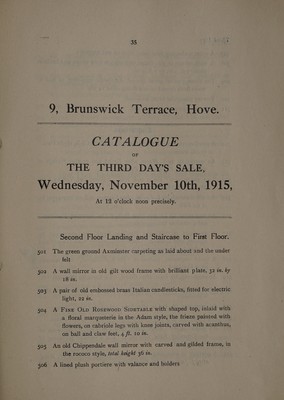 35
9, Brunswick Terrace, Hove.
CATALOGUE
OF
THE THIRD DAY'S SALE,
Wednesday, November 10th, 1915,
At 12 o'clock noon precisely.
Second Floor Landing and Staircase to First Floor.
301 The green ground Axminster carpeting as laid about and the under
felt
302 A wall mirror in old gilt wood frame with brilliant plate, 32 in. by
18 in.
303 A pair of old embossed brass Italian candlesticks, fitted for electric
light, 22 in.
304 A FINE OLD ROSEWOOD SIDETABLE with shaped top, inlaid with
a floral marqueterie in the Adam style, the frieze painted with
flowers, on cabriole legs with knee joints, carved with acanthus,
on ball and claw feet, 4 ft. 10 in.
305 An old Chippendale wall mirror with carved and gilded frame, in
the rococo style, total height 36 in.
306 A lined plush portiere with valance and holders